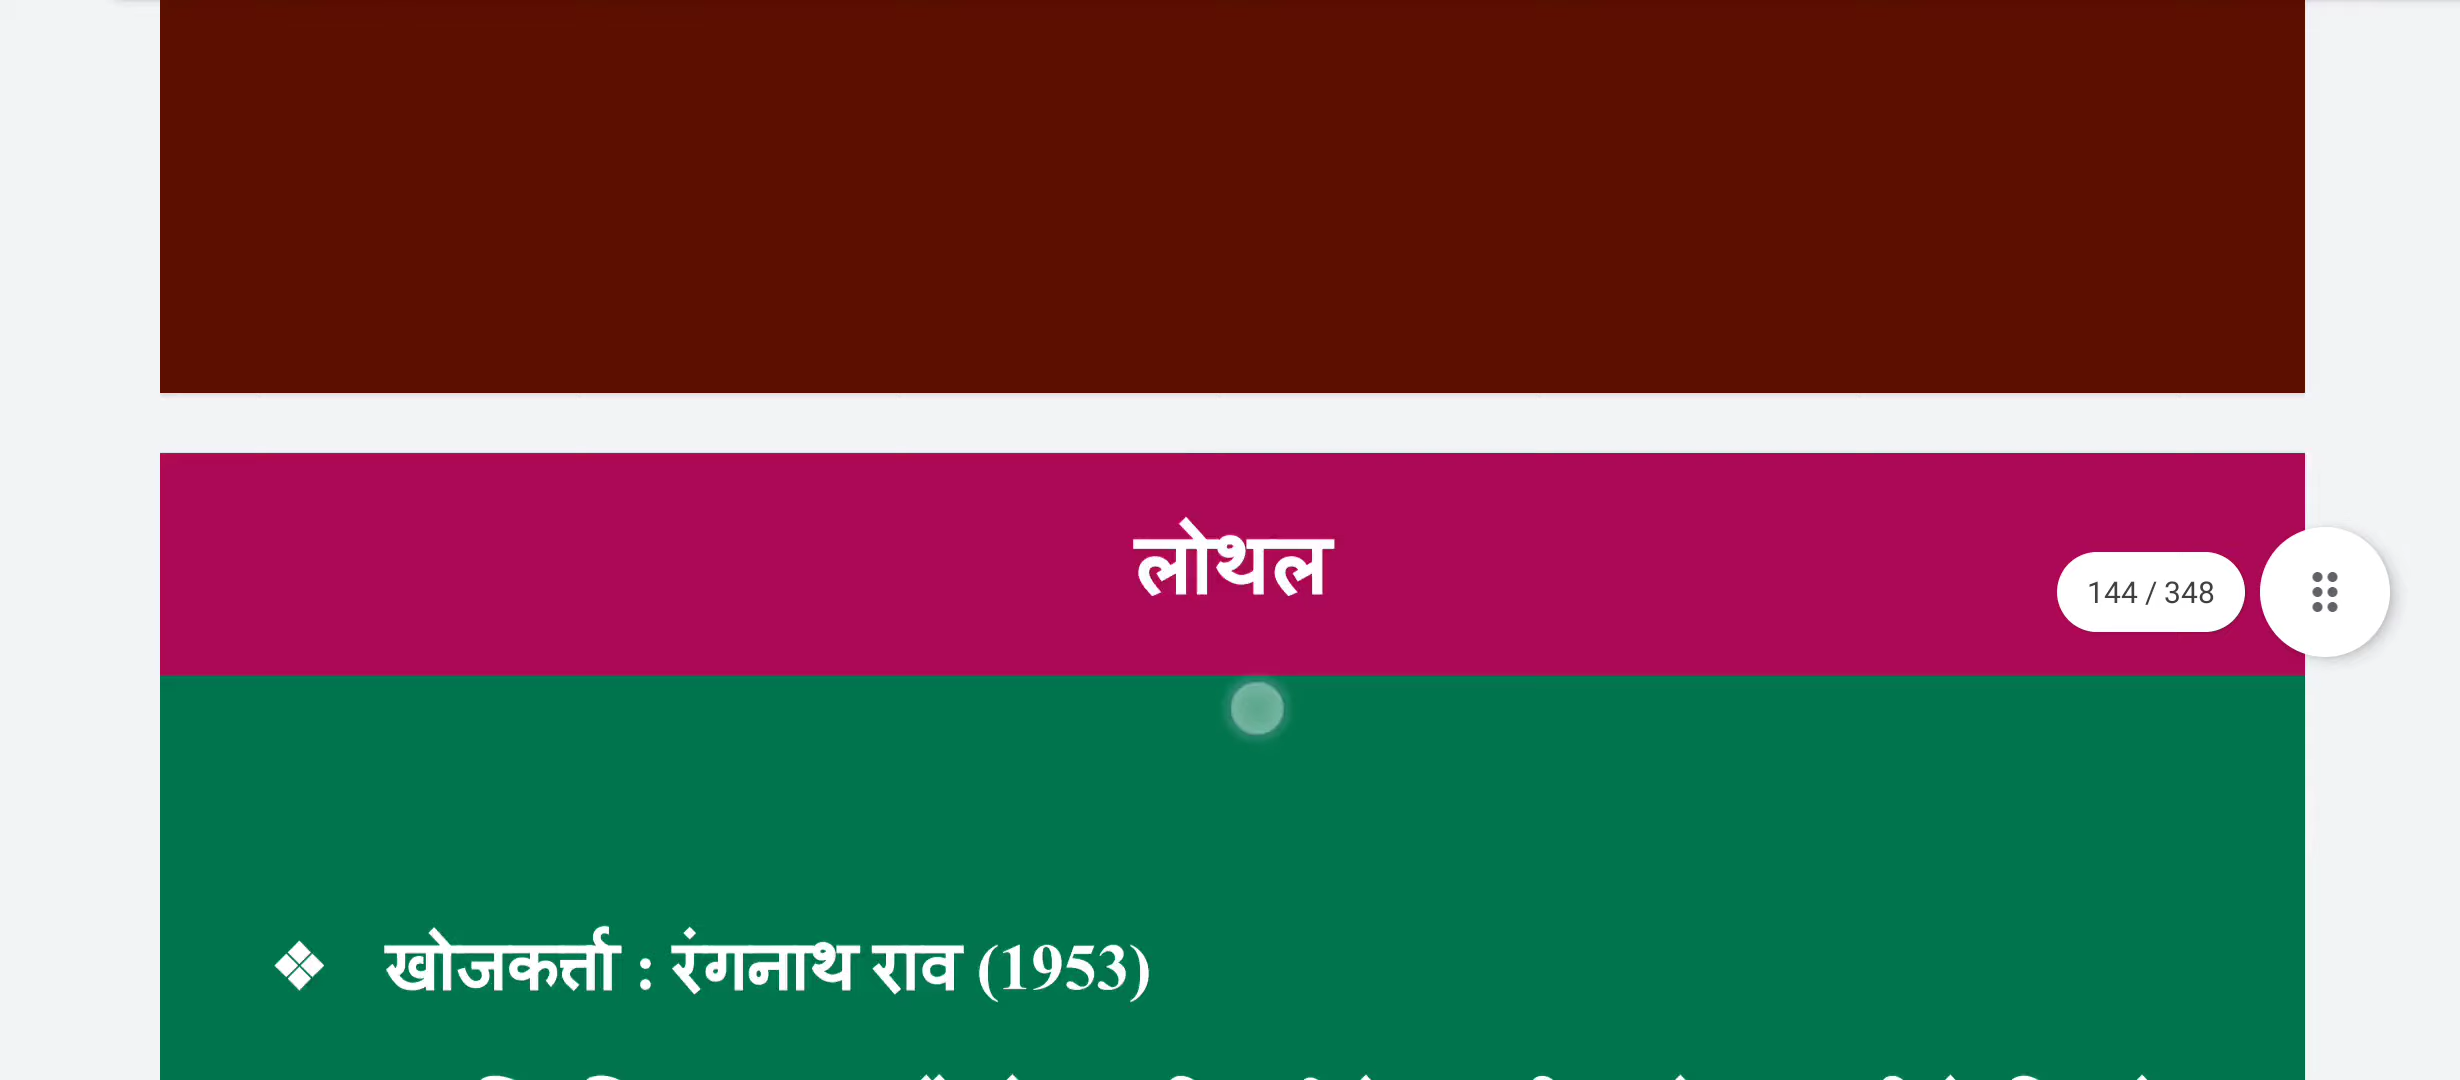 लोथल
144 / 348
❖ खोजकर्त्ता : रंगनाथ राव (1953)